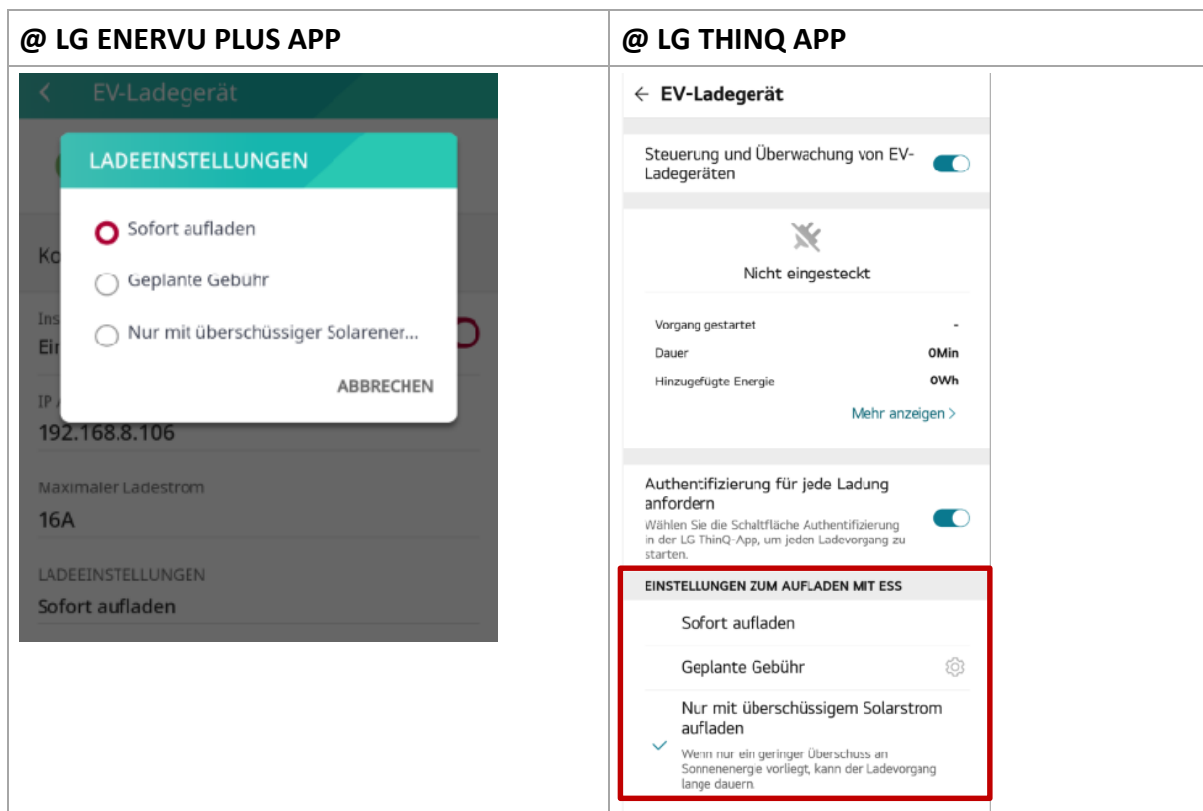 @ LG ENERVU PLUS APP
@ LG THINQ APP
EV-Ladegerät
LADEEINSTELLUNGEN
Sofort aufladen
Geplante Gebühr
Nur mit überschüssiger Solarener...
ABBRECHEN
Ko
Ins
Ein
IP A
192.168.8.106
Maximaler Ladestrom
16A
LADEEINSTELLUNGEN
Sofort aufladen
EV-Ladegerät
Steuerung und Überwachung von EV-
Ladegeräten
Nicht eingesteckt
Vorgang gestartet -
Dauer 0Min
Hinzugefügte Energie 0Wh
Mehr anzeigen >
Authentifizierung für jede Ladung
anfordern
Wählen Sie die Schaltfläche Authentifizierung
in der LG ThinQ-App, um jeden Ladevorgang zu
starten.
EINSTELLUNGEN ZUM AUFLADEN MIT ESS
Sofort aufladen
Geplante Gebühr
Nur mit überschüssigem Solarstrom
aufladen
Wenn nur ein geringer Überschuss an
Sonnenenergie vorliegt, kann der Ladevorgang
lange dauern.